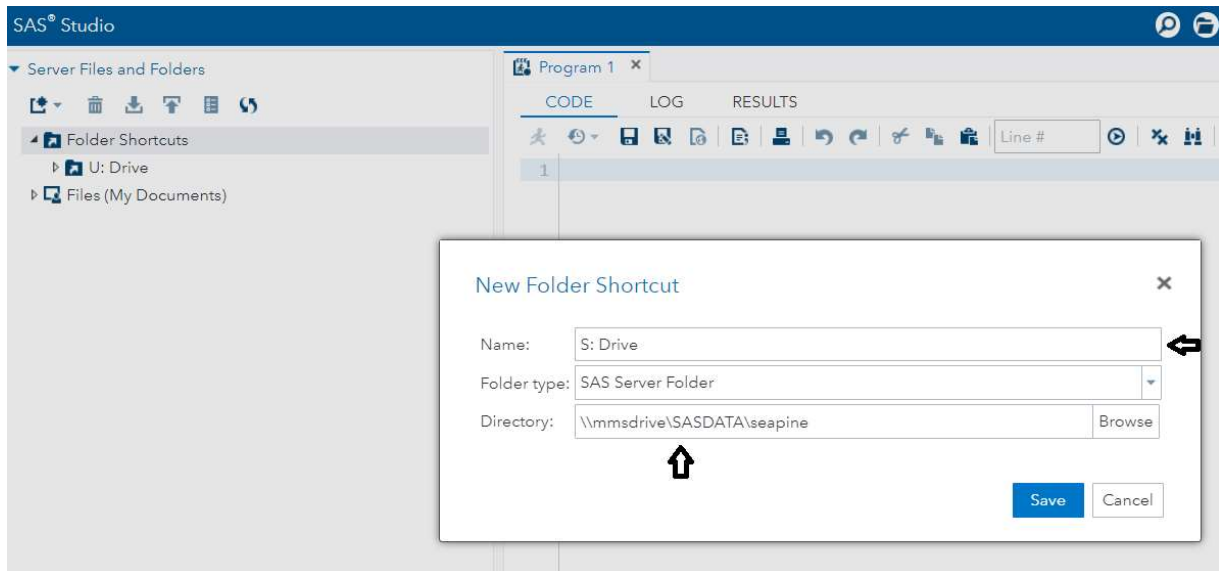 SAS® Studio
Server Files and Folders
Folder Shortcuts
U: Drive
Files (My Documents)
Program 1
CODE LOG RESULTS
Line #
1
New Folder Shortcut
Name: S: Drive
Folder type: SAS Server Folder
Directory: \\mmsdrive\SASDATA\seapine Browse
Save Cancel